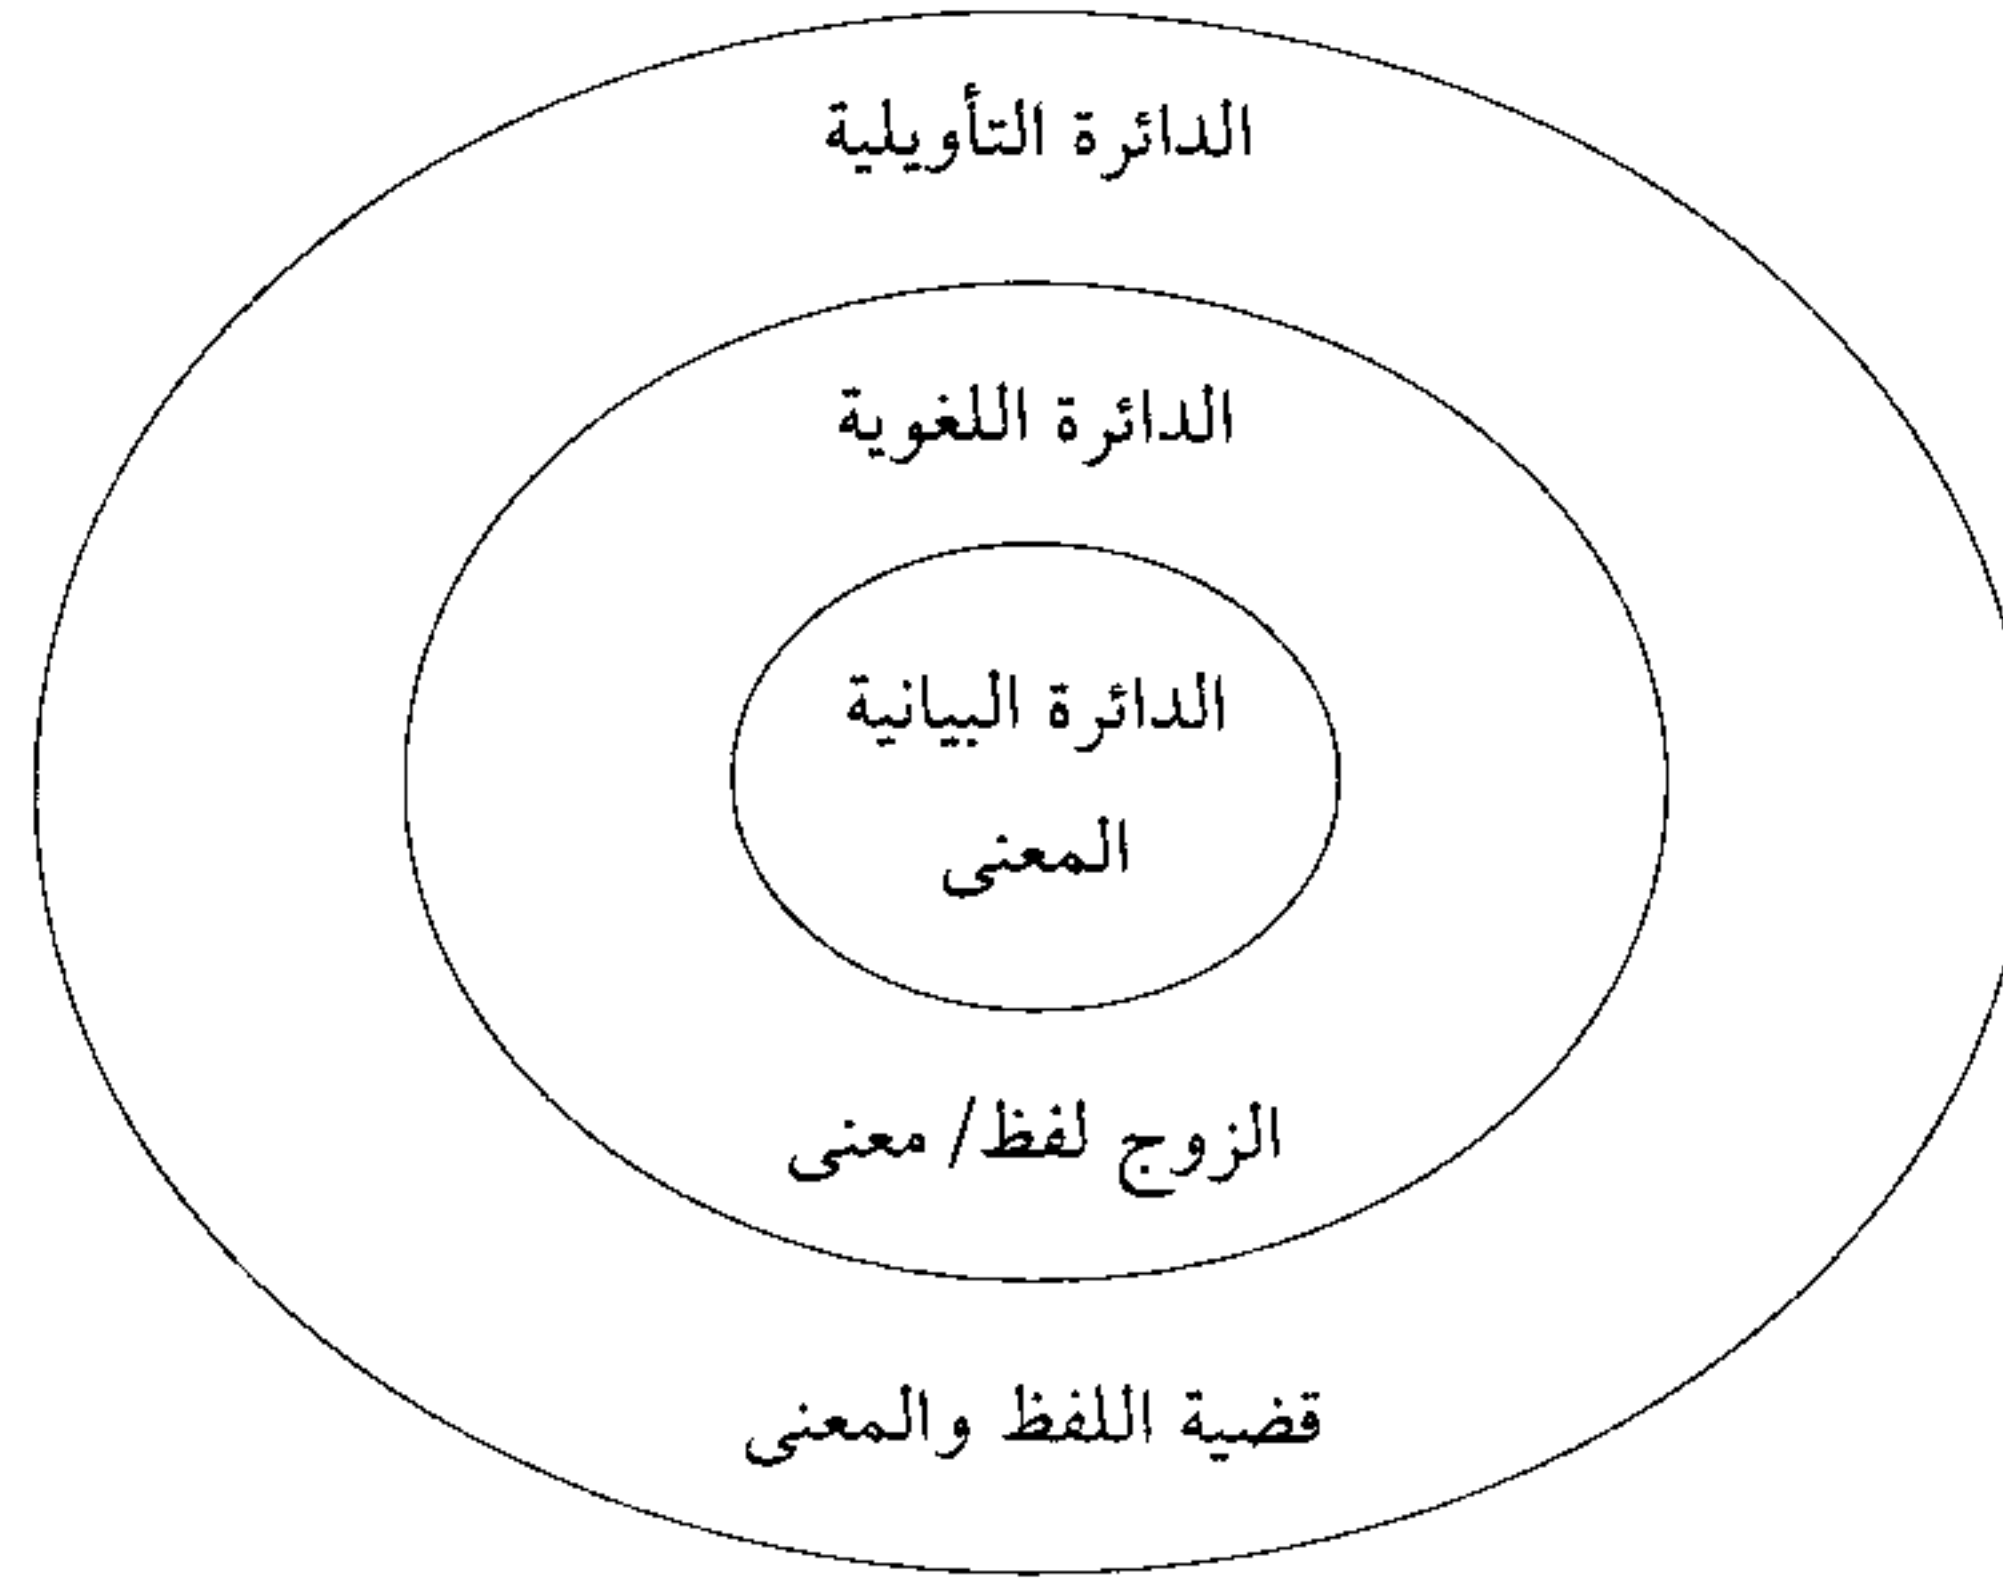 الدائرة التأويلية
الدائرة اللغوية
الدائرة البيانية
المعنى
الزوج لفظ/ معنى
قضية اللفظ والمعنى